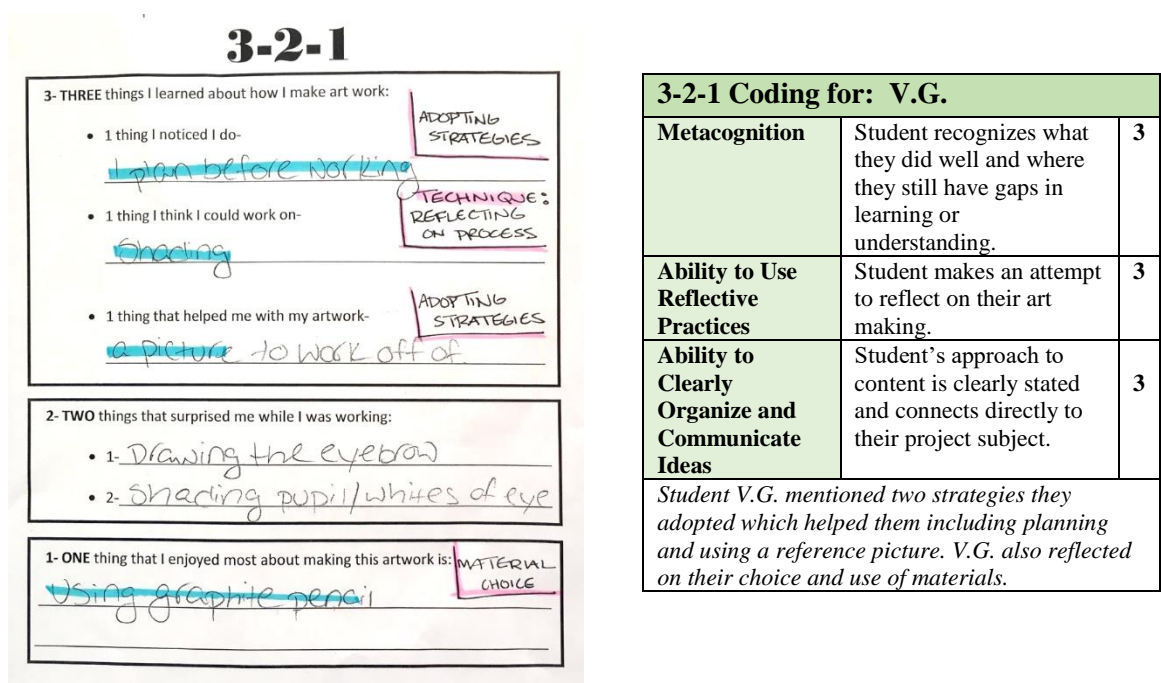 3-2-1
3- THREE things I learned about how I make art work:
ADOPTING
STRATEGIES
• 1 thing I noticed I do-
I plan before working
TECHNIQUE:
REFLECTING
ON PROCESS
• 1 thing I think I could work on-
Shading
ADOPTING
STRATEGIES
• 1 thing that helped me with my artwork-
a picture to work off of
2- TWO things that surprised me while I was working:
• 1- Drawing the eyebrow
• 2- Shading pupil/whites of eye
1- ONE thing that I enjoyed most about making this artwork is:
MATERIAL
CHOICE
Using graphite pencil
3-2-1 Coding for: V.G.
Metacognition
Student recognizes what
they did well and where
they still have gaps in
learning or
understanding.
3
Ability to Use
Reflective
Practices
Student makes an attempt
to reflect on their art
making.
3
Ability to
Clearly
Organize and
Communicate
Ideas
Student’s approach to
content is clearly stated
and connects directly to
their project subject.
3
Student V.G. mentioned two strategies they
adopted which helped them including planning
and using a reference picture. V.G. also reflected
on their choice and use of materials.